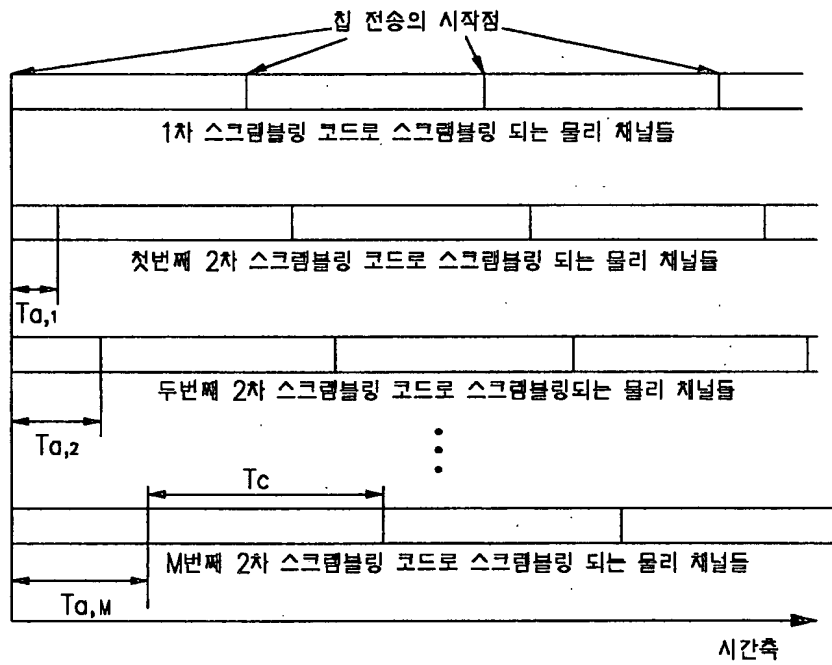 칩 전송의 시작점
1차 스크램블링 코드로 스크램블링 되는 물리 채널들
첫번째 2차 스크램블링 코드로 스크램블링 되는 물리 채널들
Ta,1
두번째 2차 스크램블링 코드로 스크램블링되는 물리 채널들
Ta,2
Tc
M번째 2차 스크램블링 코드로 스크램블링 되는 물리 채널들
Ta,M
시간축